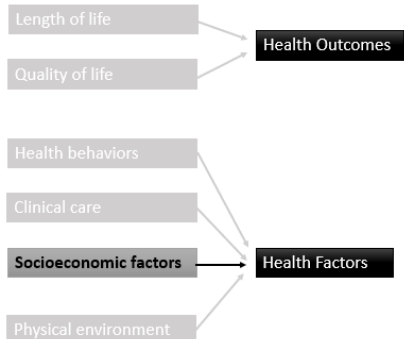 Length of life
Health Outcomes
Quality of life
Health behaviors
Clinical care
Socioeconomic factors
Health Factors
Physical environment